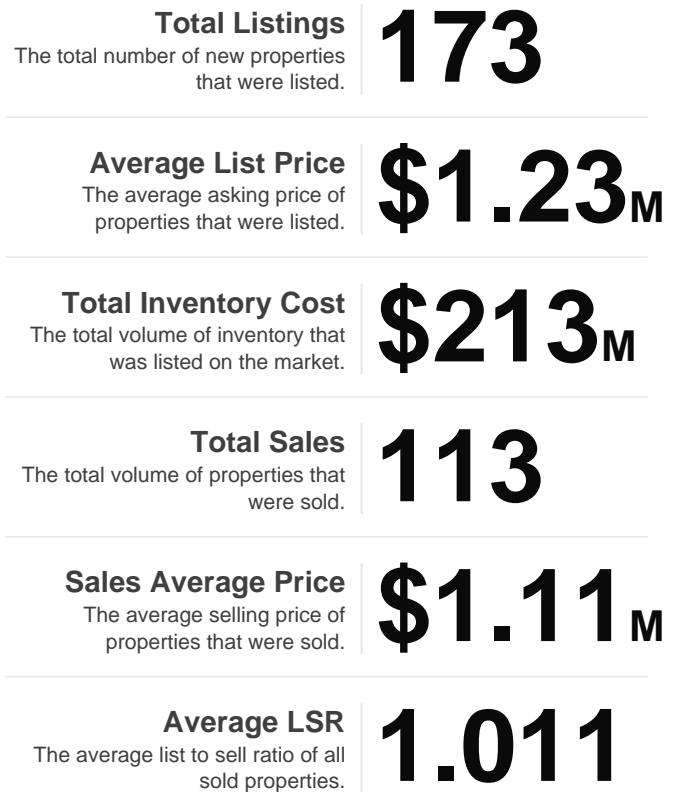 Total Listings
The total number of new properties
that were listed.
173
Average List Price
The average asking price of
properties that were listed.
$1.23M
Total Inventory Cost
The total volume of inventory that
was listed on the market.
$213M
Total Sales
The total volume of properties that
were sold.
113
Sales Average Price
The average selling price of
properties that were sold.
$1.11M
Average LSR
The average list to sell ratio of all
sold properties.
1.011